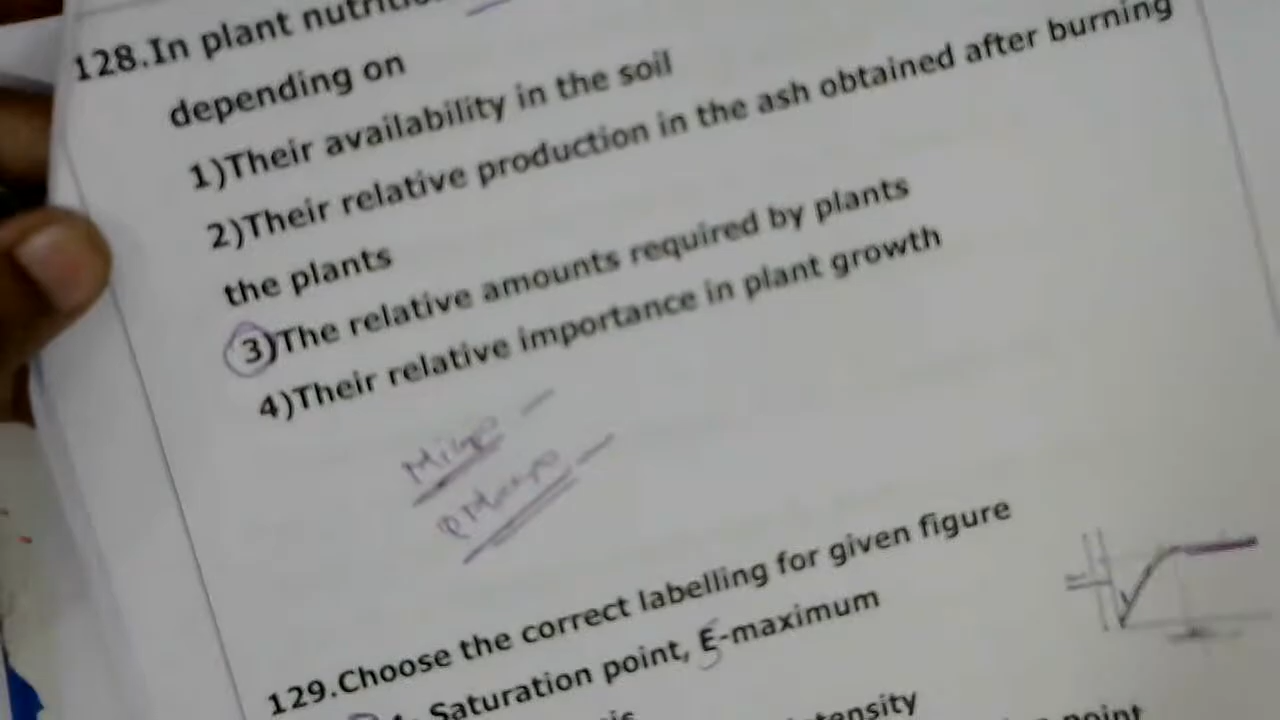 128.In plant
depending on
1)Their availability in the soil
2)Their relative production in the ash obtained after burning
the plants
3)The relative amounts required by plants
4)Their relative importance in plant growth
129.Choose the correct labelling for given figure
Saturation point, E-maximum